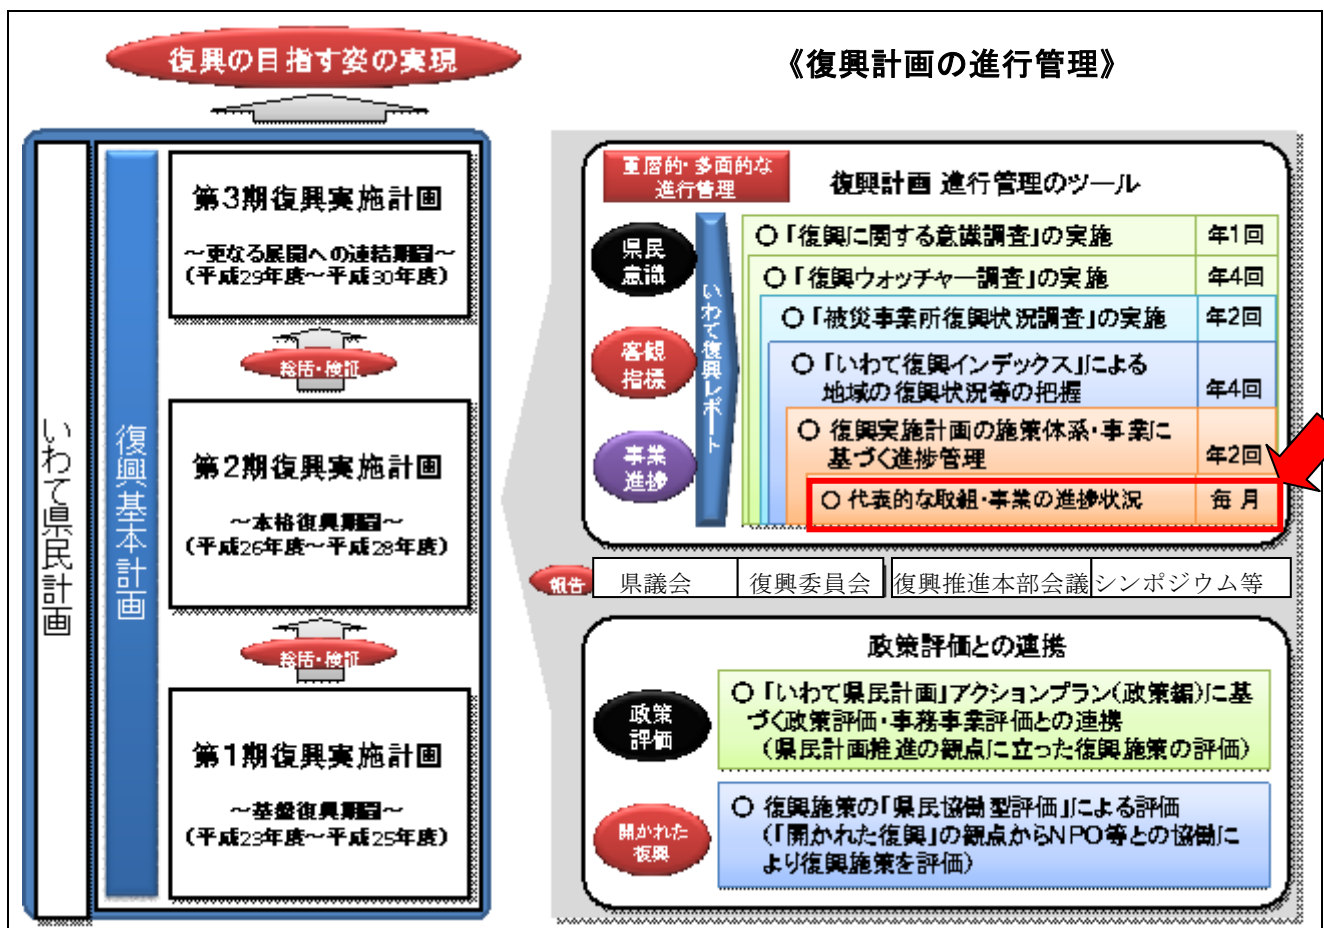 復興の目指す姿の実現
《復興計画の進行管理》
いわて県民計画
復興基本計画
第3期復興実施計画
～更なる展開への連結期間～
(平成29年度～平成30年度)
総括・検証
第2期復興実施計画
～本格復興期間～
(平成26年度～平成28年度)
総括・検証
第1期復興実施計画
～基盤復興期間～
(平成23年度～平成25年度)
重層的・多面的な
進行管理
復興計画 進行管理のツール
県民
意識
客観
指標
事業
進捗
いわて復興レポート
○「復興に関する意識調査」の実施 年1回
○「復興ウォッチャー調査」の実施 年4回
○「被災事業所復興状況調査」の実施 年2回
○「いわて復興インデックス」による
地域の復興状況等の把握 年4回
○ 復興実施計画の施策体系・事業に
基づく進捗管理 年2回
○ 代表的な取組・事業の進捗状況 毎月
報告 県議会 復興委員会 復興推進本部会議 シンポジウム等
政策評価との連携
政策
評価
○「いわて県民計画」アクションプラン(政策編)に基
づく政策評価・事務事業評価との連携
(県民計画推進の観点に立った復興施策の評価)
開かれた
復興
○ 復興施策の「県民協働型評価」による評価
(「開かれた復興」の観点からNPO等との協働に
より復興施策を評価)